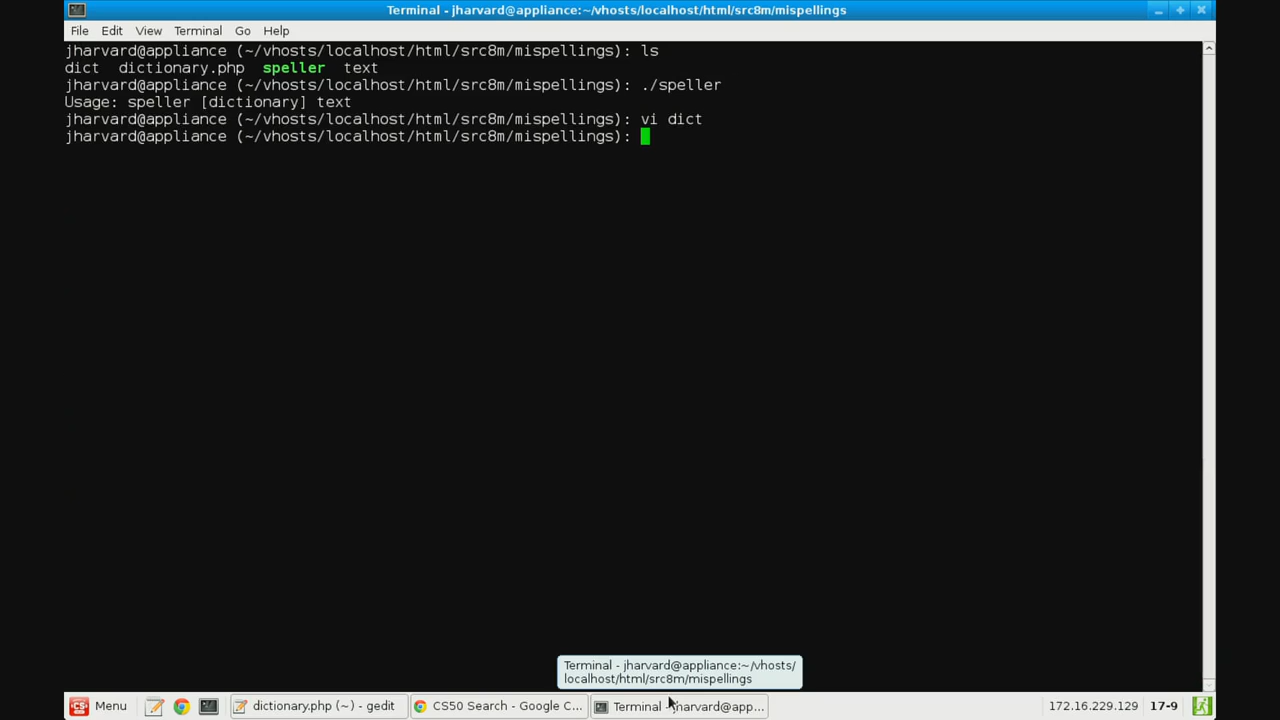 Terminal - jharvard@appliance:~/vhosts/localhost/html/src8m/mispellings
File Edit View Terminal Go Help
jharvard@appliance (~/vhosts/localhost/html/src8m/mispellings): ls
dict dictionary.php speller text
jharvard@appliance (~/vhosts/localhost/html/src8m/mispellings): ./speller
Usage: speller [dictionary] text
jharvard@appliance (~/vhosts/localhost/html/src8m/mispellings): vi dict
jharvard@appliance (~/vhosts/localhost/html/src8m/mispellings):
Terminal - jharvard@appliance:~/vhosts/
localhost/html/src8m/mispellings
Menu dictionary.php (~) - gedit CS50 Search - Google C... Terminal - jharvard@app... 172.16.229.129 17-9